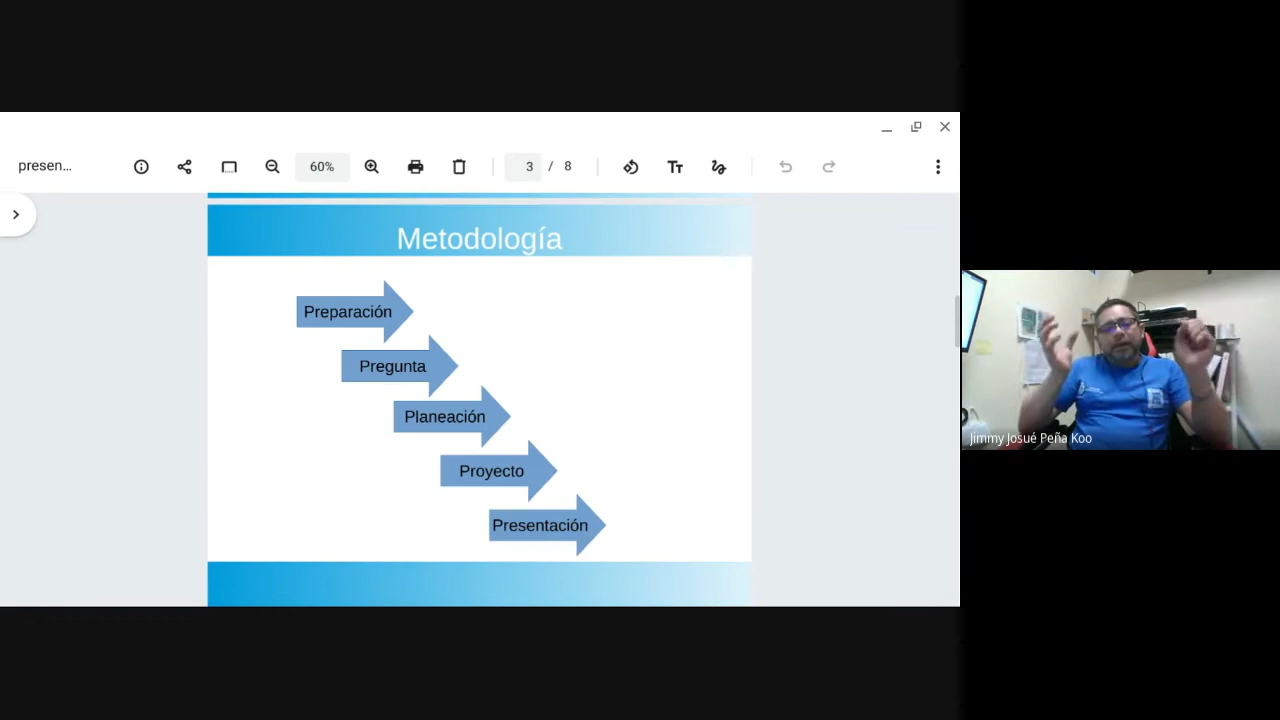 presen...
60%
3 / 8
Metodología
Preparación
Pregunta
Planeación
Proyecto
Presentación
Jimmy Josué Peña Koo